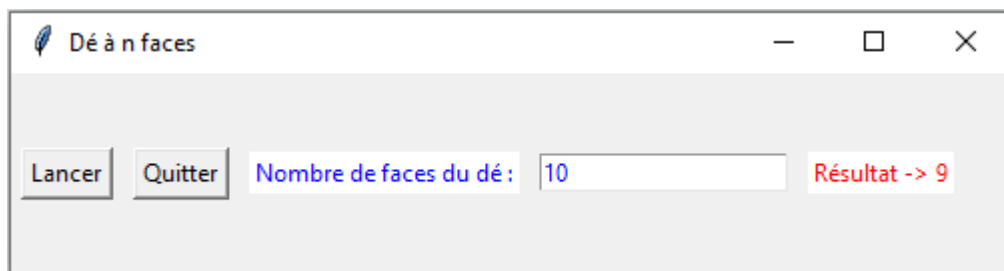 Dé à n faces
Lancer Quitter Nombre de faces du dé : 10 Résultat -> 9